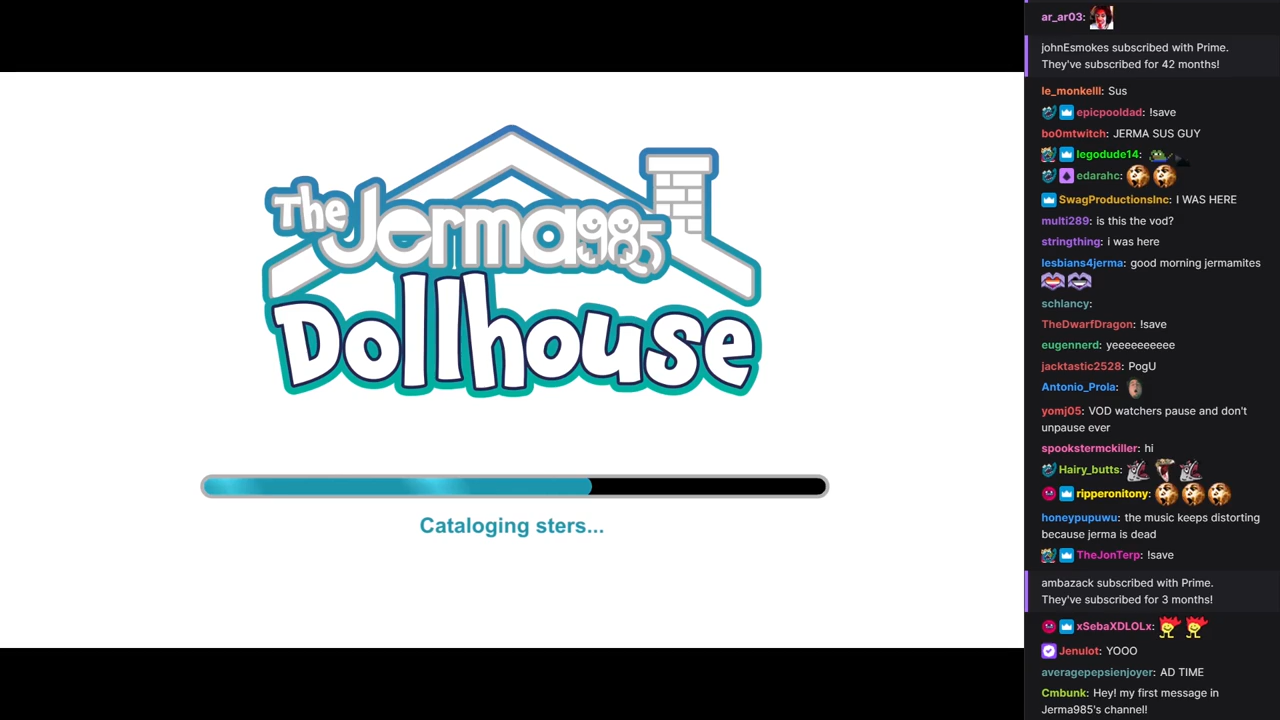 The Jerma985
Dollhouse
Cataloging sters...
ar_ar03:
johnEsmokes subscribed with Prime.
They've subscribed for 42 months!
le_monkelll: Sus
epicpooldad: !save
bo0mtwitch: JERMA SUS GUY
legodude14:
edarahc:
SwagProductionsInc: I WAS HERE
multi289: is this the vod?
stringthing: i was here
lesbians4jerma: good morning jermamites
schlancy:
TheDwarfDragon: !save
eugennerd: yeeeeeeeeee
jacktastic2528: PogU
Antonio_Prola:
yomj05: VOD watchers pause and don't
unpause ever
spookstermckiller: hi
Hairy_butts:
ripperonitony:
honeypupuwu: the music keeps distorting
because jerma is dead
TheJonTerp: !save
ambazack subscribed with Prime.
They've subscribed for 3 months!
xSebaXDLOLx:
Jenulot: YOOO
averagepepsienjoyer: AD TIME
Cmbunk: Hey! my first message in
Jerma985's channel!